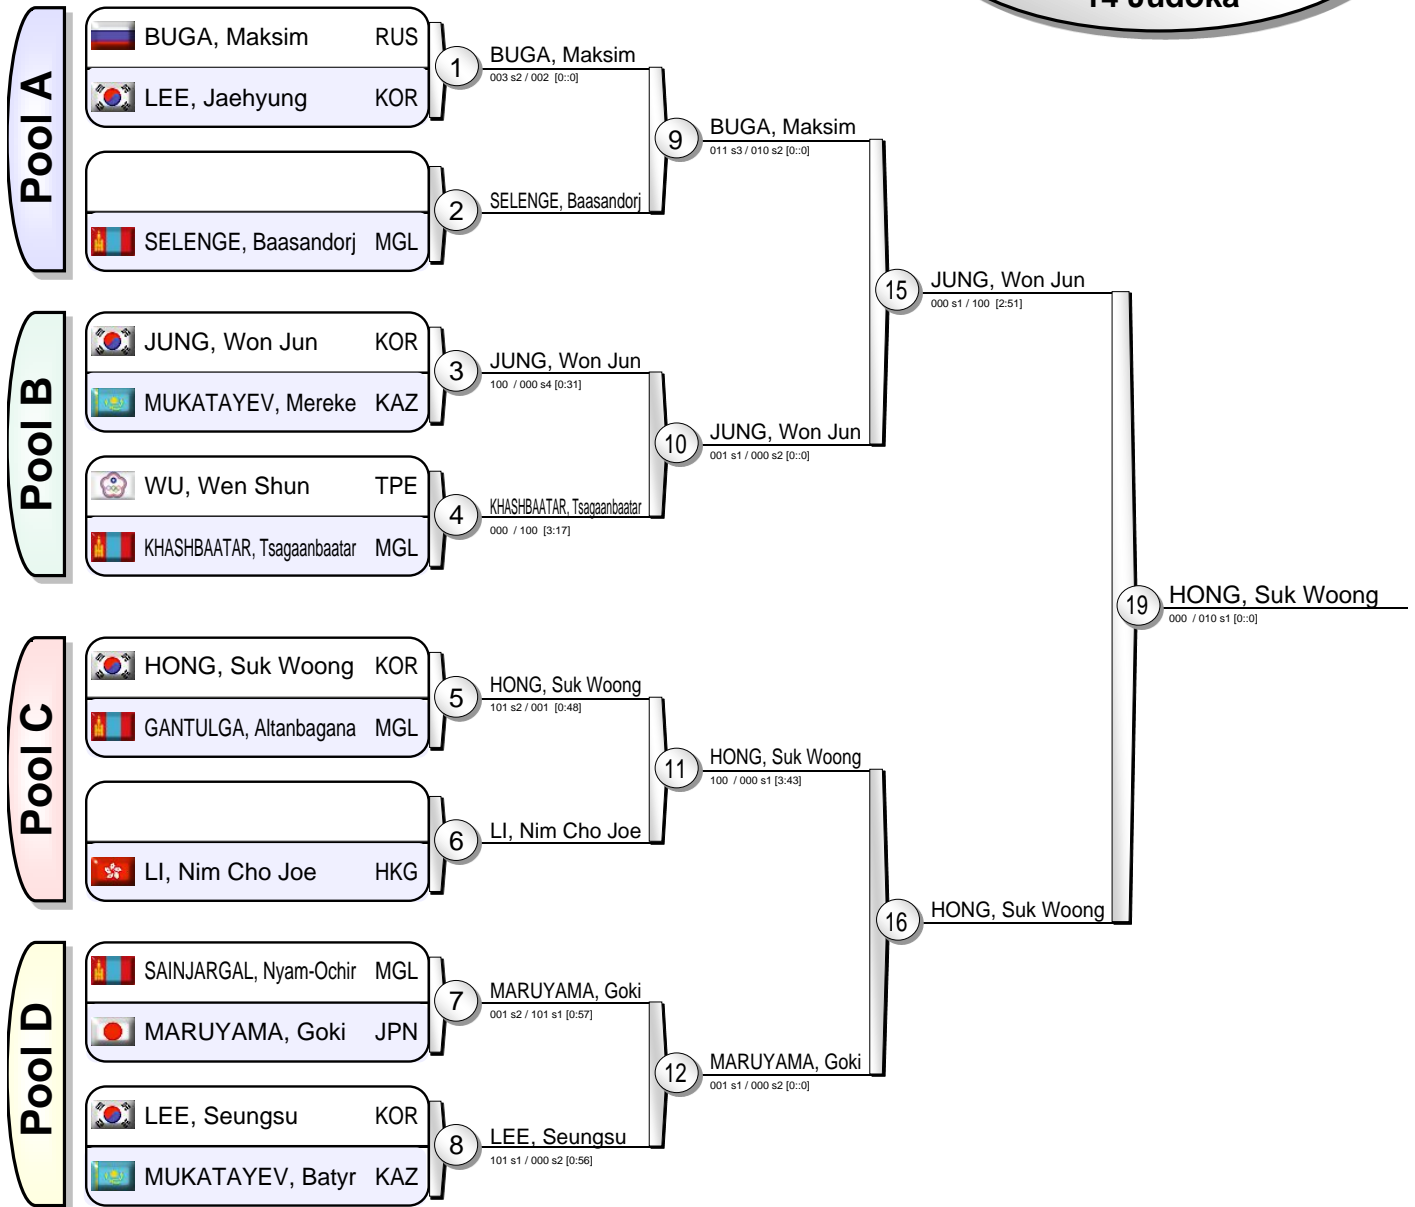 14 Judoka
Pool A
BUGA, Maksim RUS
LEE, Jaehyung KOR
1
BUGA, Maksim
003 s2 / 002 [0::0]
SELENGE, Baasandorj MGL
2
SELENGE, Baasandorj
9
BUGA, Maksim
011 s3 / 010 s2 [0::0]
Pool B
JUNG, Won Jun KOR
MUKATAYEV, Mereke KAZ
3
JUNG, Won Jun
100 / 000 s4 [0:31]
WU, Wen Shun TPE
KHASHBAATAR, Tsagaanbaatar MGL
4
KHASHBAATAR, Tsagaanbaatar
000 / 100 [3:17]
10
JUNG, Won Jun
001 s1 / 000 s2 [0::0]
15
JUNG, Won Jun
000 s1 / 100 [2:51]
Pool C
HONG, Suk Woong KOR
GANTULGA, Altanbagana MGL
5
HONG, Suk Woong
101 s2 / 001 [0:48]
LI, Nim Cho Joe HKG
6
LI, Nim Cho Joe
11
HONG, Suk Woong
100 / 000 s1 [3:43]
Pool D
SAINJARGAL, Nyam-Ochir MGL
MARUYAMA, Goki JPN
7
MARUYAMA, Goki
001 s2 / 101 s1 [0:57]
LEE, Seungsu KOR
MUKATAYEV, Batyr KAZ
8
LEE, Seungsu
101 s1 / 000 s2 [0:56]
12
MARUYAMA, Goki
001 s1 / 000 s2 [0::0]
16
HONG, Suk Woong
19
HONG, Suk Woong
000 / 010 s1 [0::0]